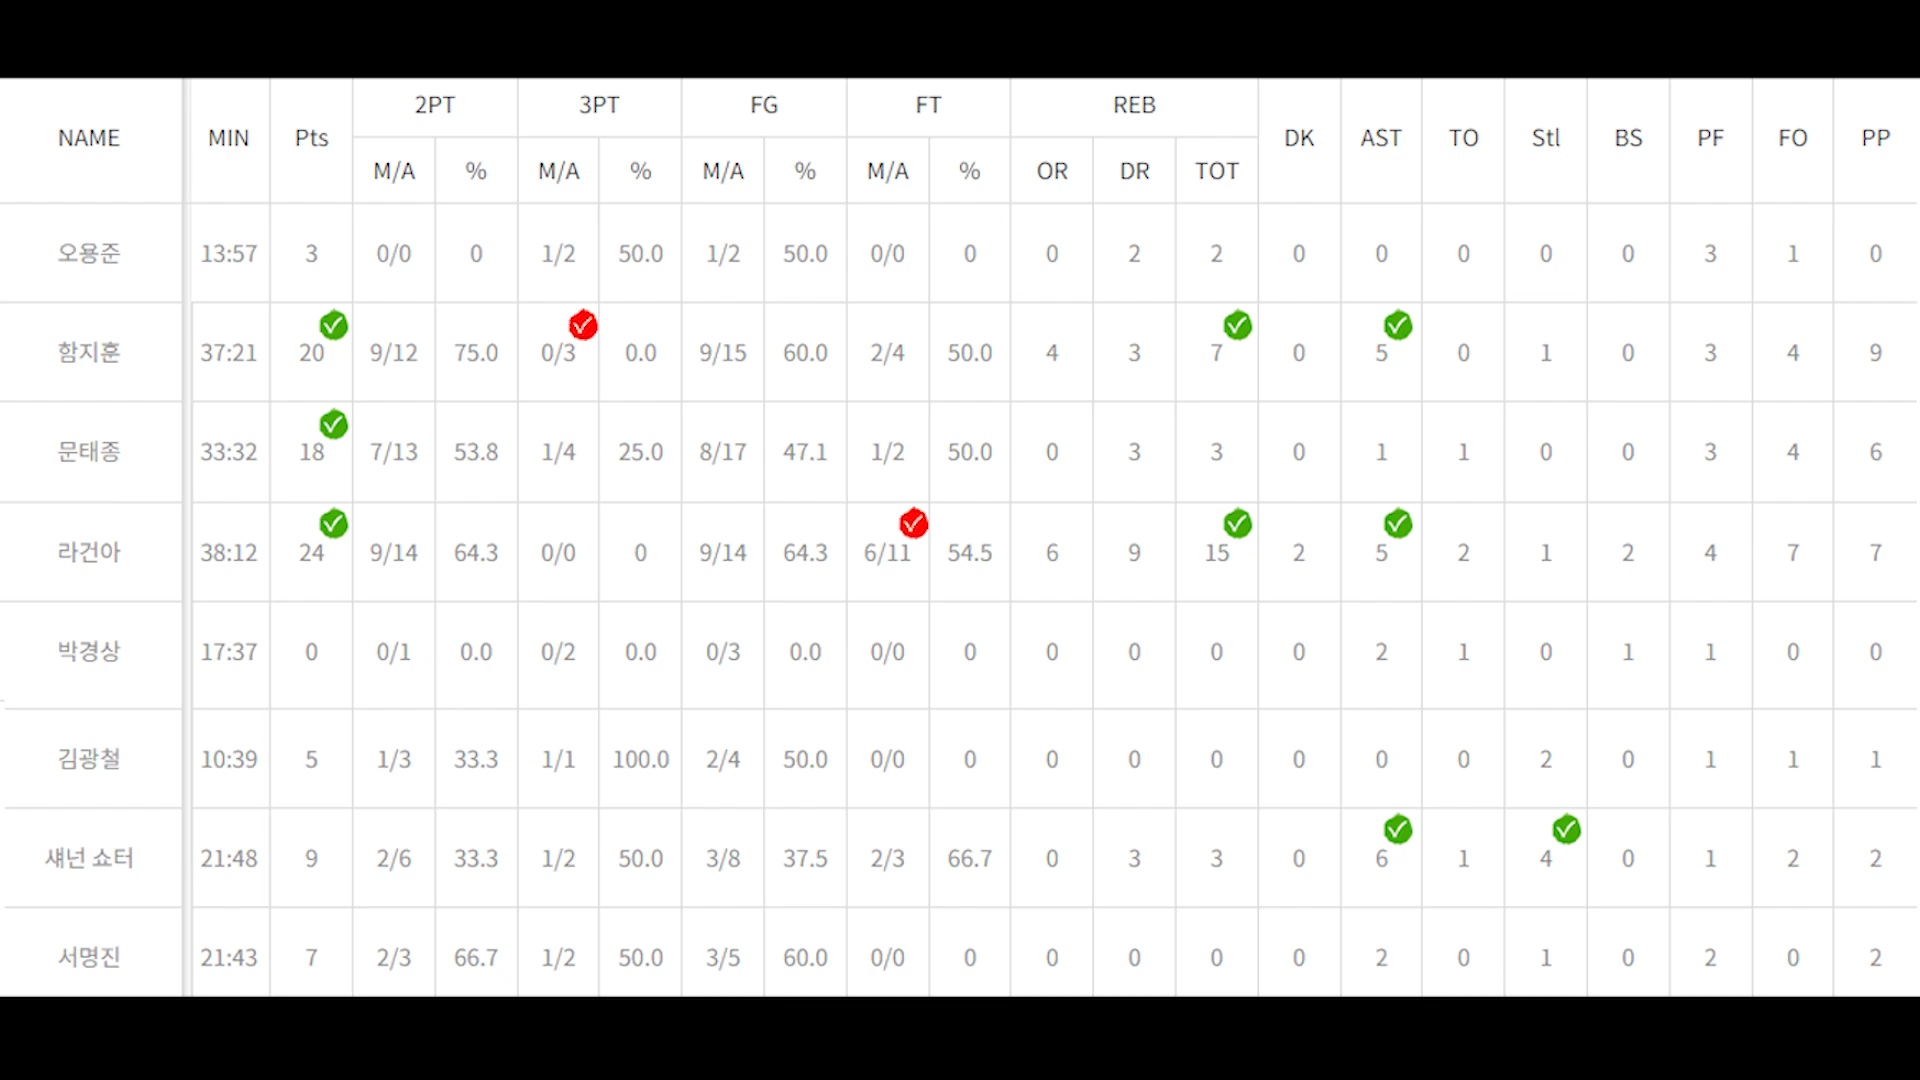 NAME MIN Pts 2PT 3PT FG FT REB DK AST TO Stl BS PF FO PP
M/A % M/A % M/A % M/A % OR DR TOT
오용준 13:57 3 0/0 0 1/2 50.0 1/2 50.0 0/0 0 0 2 2 0 0 0 0 0 3 1 0
함지훈 37:21 20 9/12 75.0 0/3 0.0 9/15 60.0 2/4 50.0 4 3 7 0 5 0 1 0 3 4 9
문태종 33:32 18 7/13 53.8 1/4 25.0 8/17 47.1 1/2 50.0 0 3 3 0 1 1 0 0 3 4 6
라건아 38:12 24 9/14 64.3 0/0 0 9/14 64.3 6/11 54.5 6 9 15 2 5 2 1 2 4 7 7
박경상 17:37 0 0/1 0.0 0/2 0.0 0/3 0.0 0/0 0 0 0 0 0 2 1 0 1 1 0 0
김광철 10:39 5 1/3 33.3 1/1 100.0 2/4 50.0 0/0 0 0 0 0 0 0 0 2 0 1 1 1
섀넌 쇼터 21:48 9 2/6 33.3 1/2 50.0 3/8 37.5 2/3 66.7 0 3 3 0 6 1 4 0 1 2 2
서명진 21:43 7 2/3 66.7 1/2 50.0 3/5 60.0 0/0 0 0 0 0 0 2 0 1 0 2 0 2